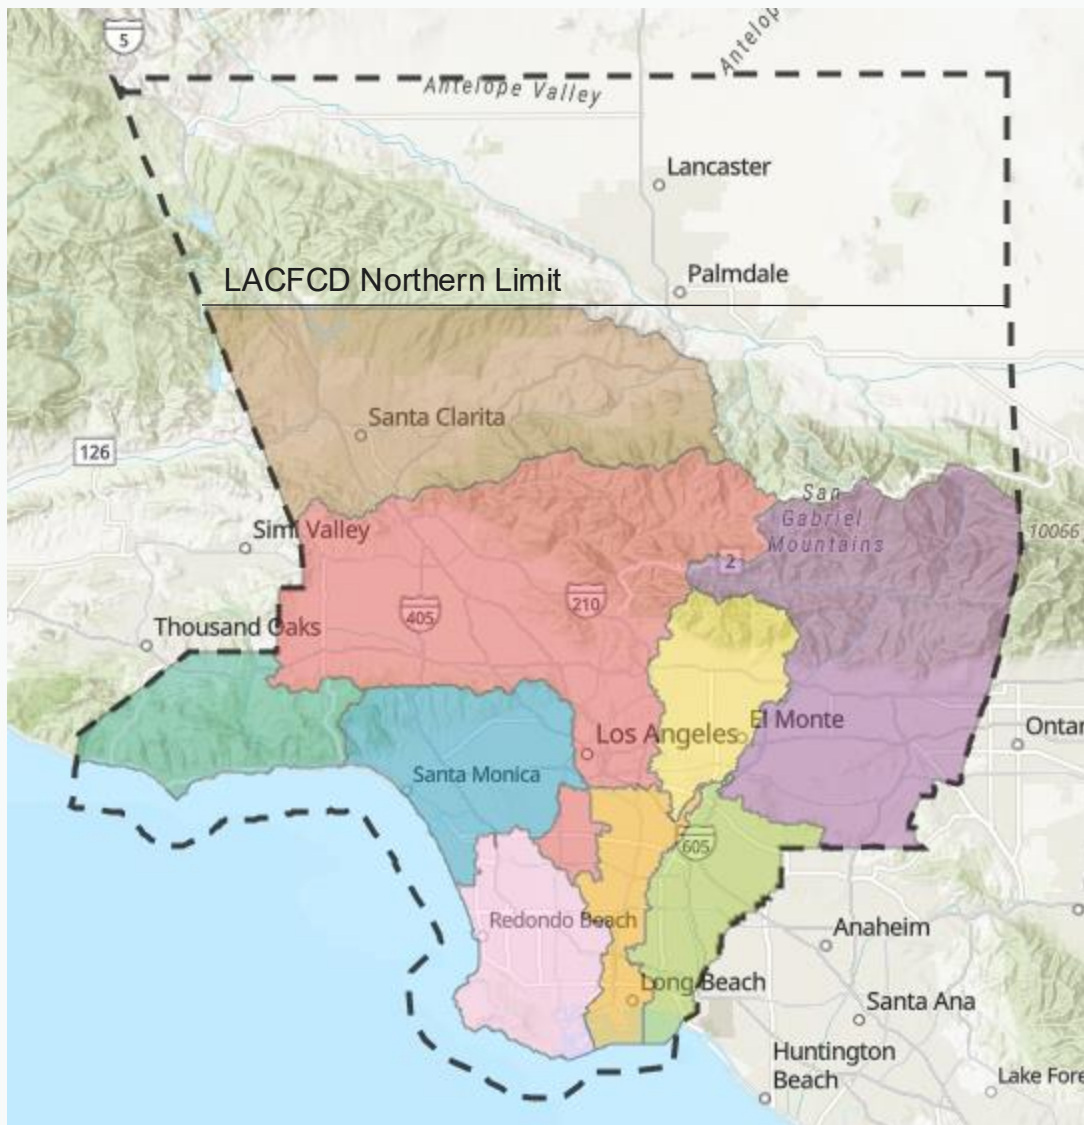 5
Antelope Valley
Antelop
Lancaster
Palmdale
LACFCD Northern Limit
Santa Clarita
126
San
Gabriel
Mountains
Simi Valley
10066
2
405
210
Thousand Oaks
Los Angeles
El Monte
Ontar
Santa Monica
605
Redondo Beach
Anaheim
Long Beach
Santa Ana
Huntington
Beach
Lake Fore